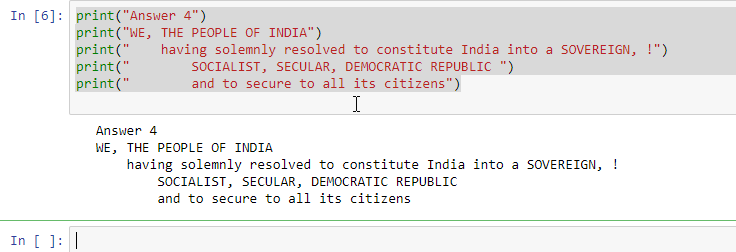 In [6]: print("Answer 4")
print("WE, THE PEOPLE OF INDIA")
print("    having solemnly resolved to constitute India into a SOVEREIGN, !")
print("        SOCIALIST, SECULAR, DEMOCRATIC REPUBLIC ")
print("        and to secure to all its citizens")
Answer 4
WE, THE PEOPLE OF INDIA
    having solemnly resolved to constitute India into a SOVEREIGN, !
        SOCIALIST, SECULAR, DEMOCRATIC REPUBLIC
        and to secure to all its citizens
In [ ]: